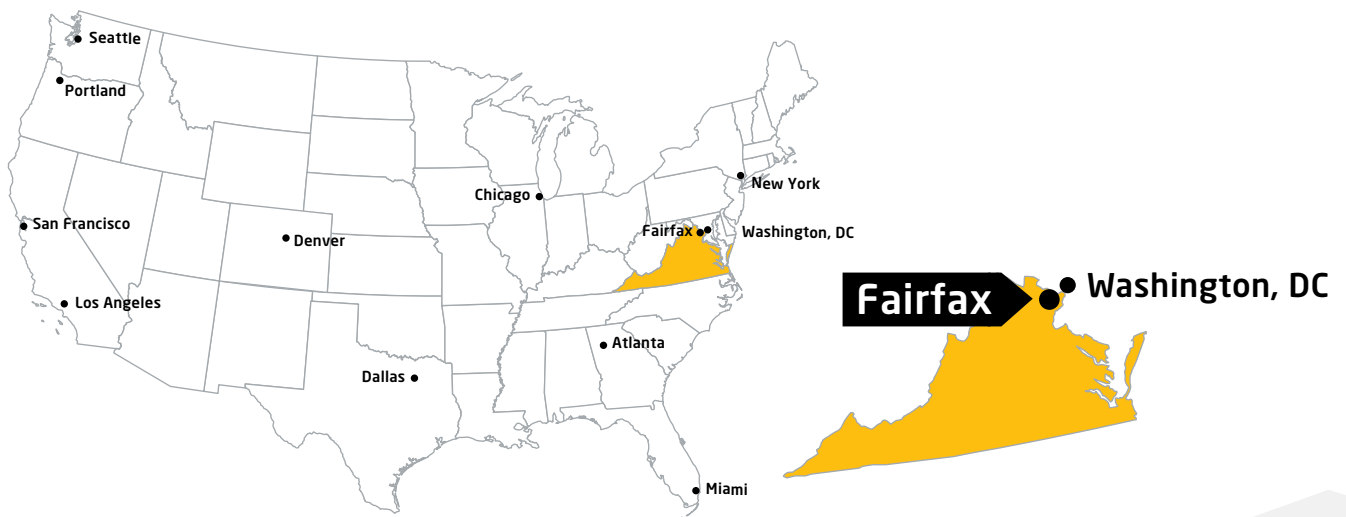 Seattle
Portland
New York
Chicago
San Francisco
Fairfax
Washington, DC
Denver
Fairfax
Washington, DC
Los Angeles
Atlanta
Dallas
Miami